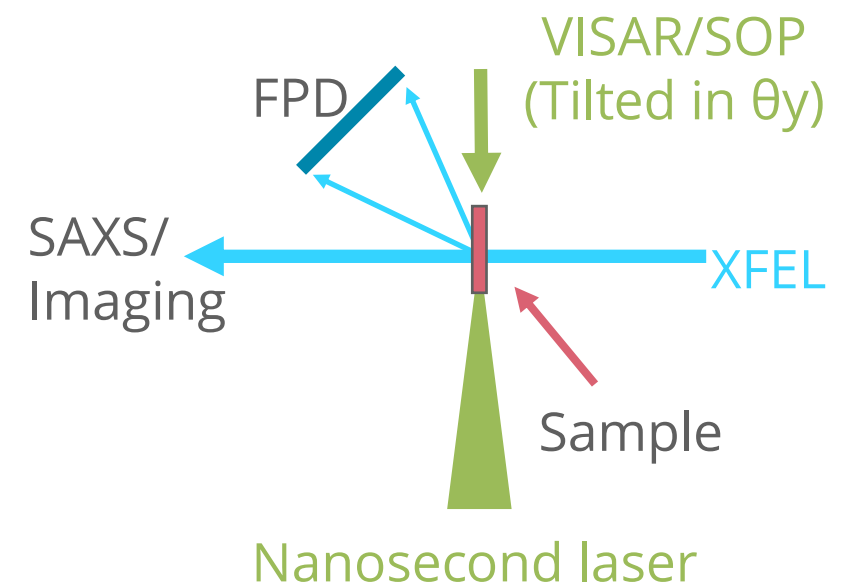 VISAR/SOP
(Tilted in θy)
FPD
SAXS/
Imaging
XFEL
Sample
Nanosecond laser